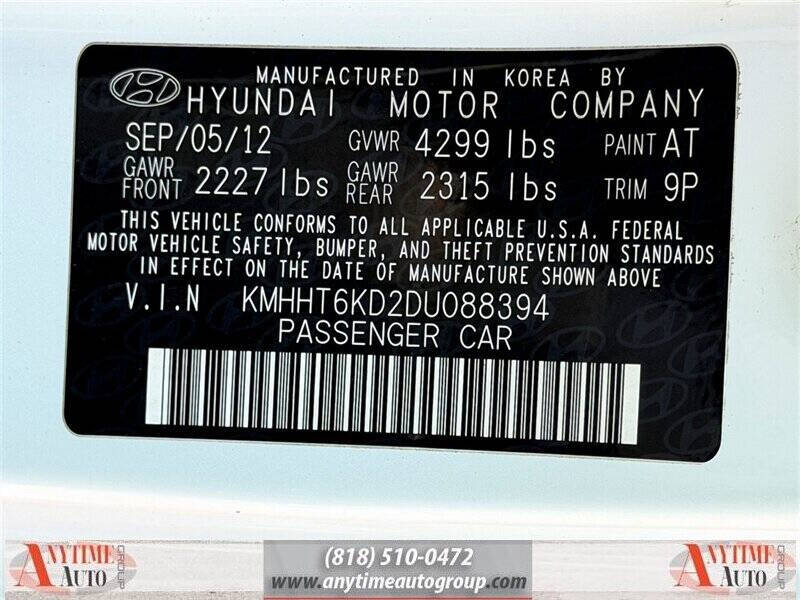 MANUFACTURED IN KOREA BY
HYUNDAI MOTOR COMPANY
SEP/05/12 GVWR 4299 lbs PAINT AT
GAWR FRONT 2227 lbs GAWR REAR 2315 lbs TRIM 9P
THIS VEHICLE CONFORMS TO ALL APPLICABLE U.S.A. FEDERAL
MOTOR VEHICLE SAFETY, BUMPER, AND THEFT PREVENTION STANDARDS
IN EFFECT ON THE DATE OF MANUFACTURE SHOWN ABOVE
V.I.N KMHHT6KD2DU088394
PASSENGER CAR
ANYTIME AUTO GROUP
(818) 510-0472
www.anytimeautogroup.com
ANYTIME AUTO GROUP